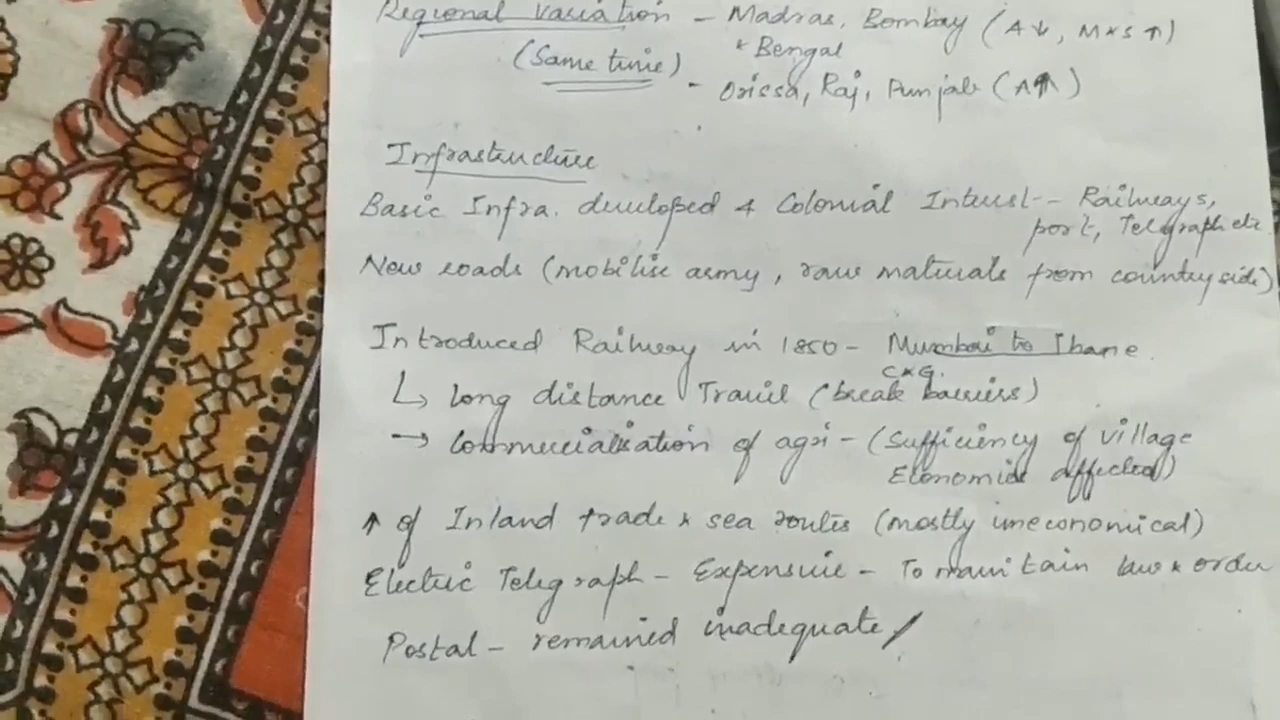 Regional Variation - Madras, Bombay (A↓, M & S ↑)
& Bengal
(Same time)
- Orissa, Raj, Punjab (A↑)
Infrastructure
Basic Infra. developed 4 Colonial Interest -- Railways,
port, Telegraph etc
New roads (mobilise army, raw materials from countryside)
Introduced Railway in 1850 - Mumbai to Thane.
C & G.
↳ long distance Travel (break barriers)
→ Commercialisation of agri - (Sufficiency of village
Economies affected)
↑ of Inland trade & sea routes (mostly uneconomical)
Electric Telegraph - Expensive - To maintain law & order
Postal - remained inadequate/